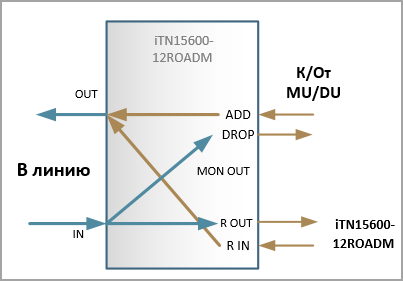 iTN15600-
12ROADM
К/От
MU/DU
OUT
ADD
DROP
В линию
MON OUT
IN
R OUT
R IN
iTN15600-
12ROADM